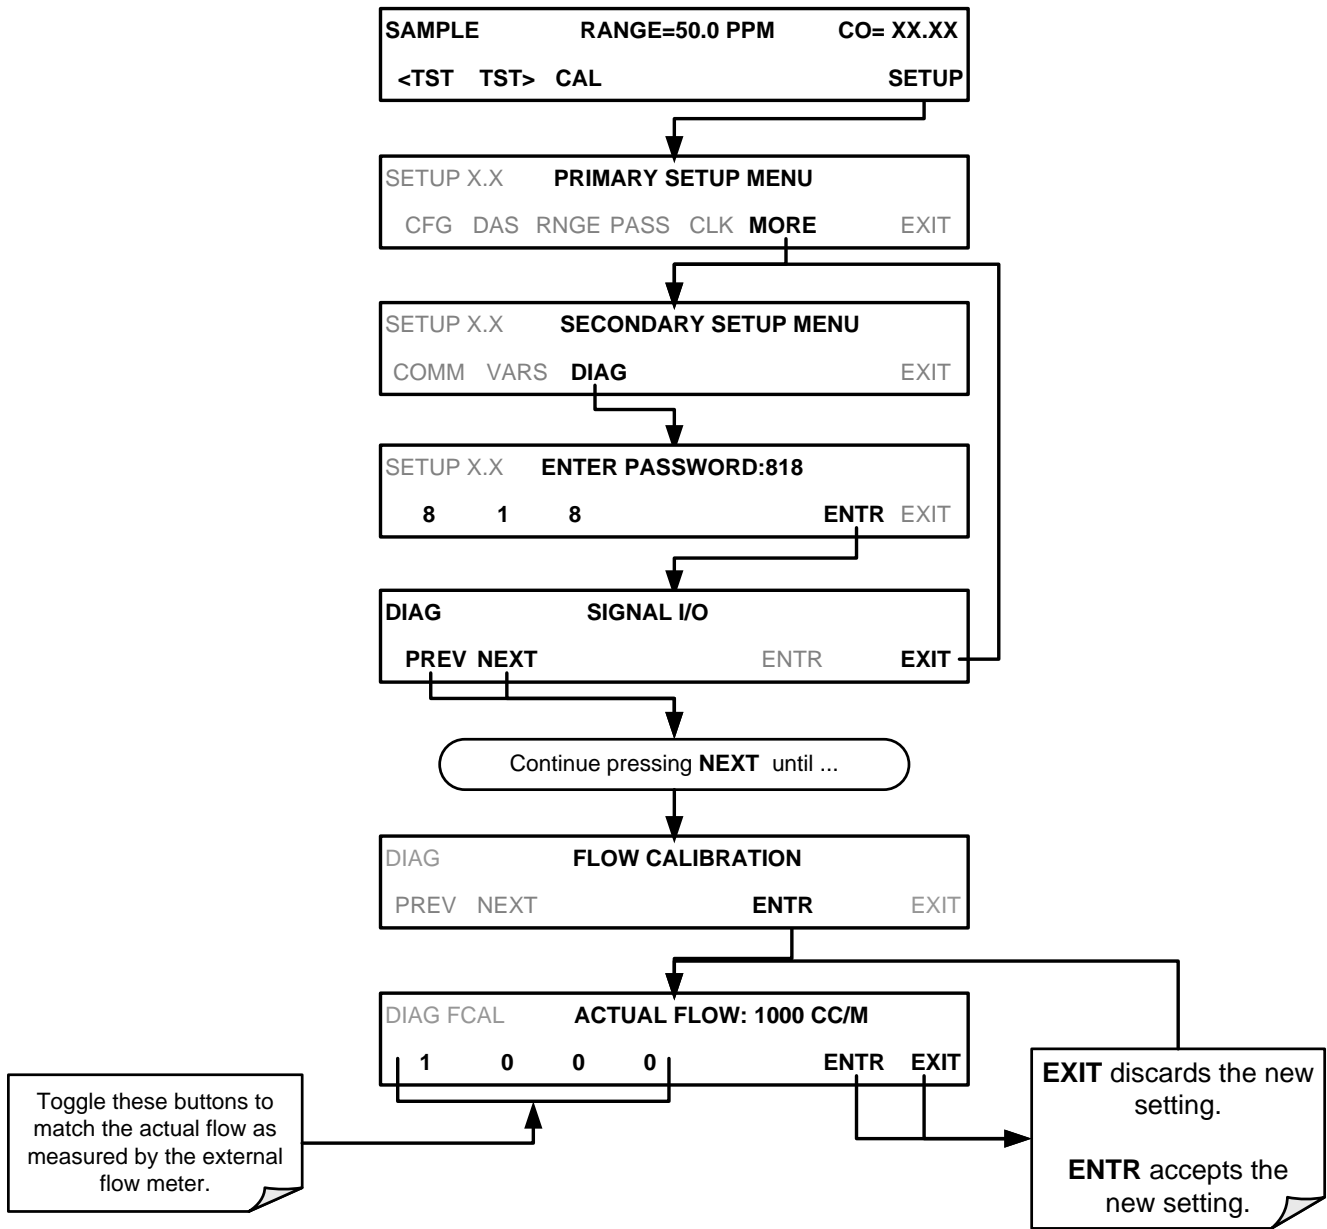 SAMPLE RANGE=50.0 PPM CO= XX.XX
<TST TST> CAL SETUP
SETUP X.X PRIMARY SETUP MENU
CFG DAS RNGE PASS CLK MORE EXIT
SETUP X.X SECONDARY SETUP MENU
COMM VARS DIAG EXIT
SETUP X.X ENTER PASSWORD:818
8 1 8 ENTR EXIT
DIAG SIGNAL I/O
PREV NEXT ENTR EXIT
Continue pressing NEXT until ...
DIAG FLOW CALIBRATION
PREV NEXT ENTR EXIT
DIAG FCAL ACTUAL FLOW: 1000 CC/M
1 0 0 0 ENTR EXIT
Toggle these buttons to
match the actual flow as
measured by the external
flow meter.
EXIT discards the new
setting.
ENTR accepts the
new setting.